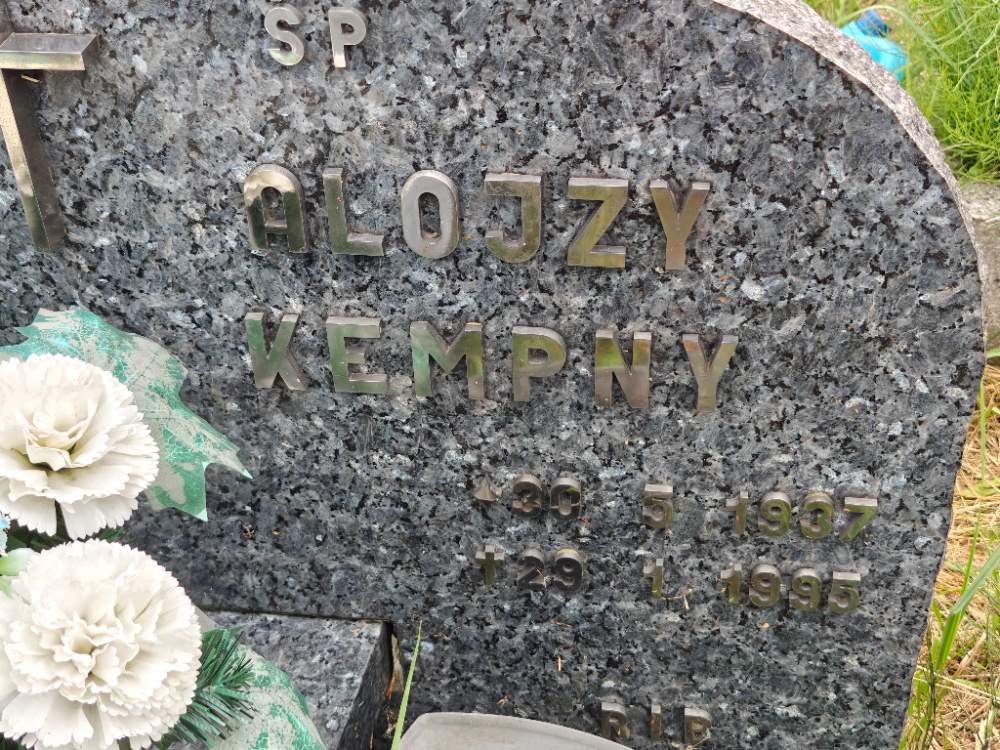 SP
ALOJZY
KEMPNY
★ 30 5 1937
† 29 1 1995
RIP